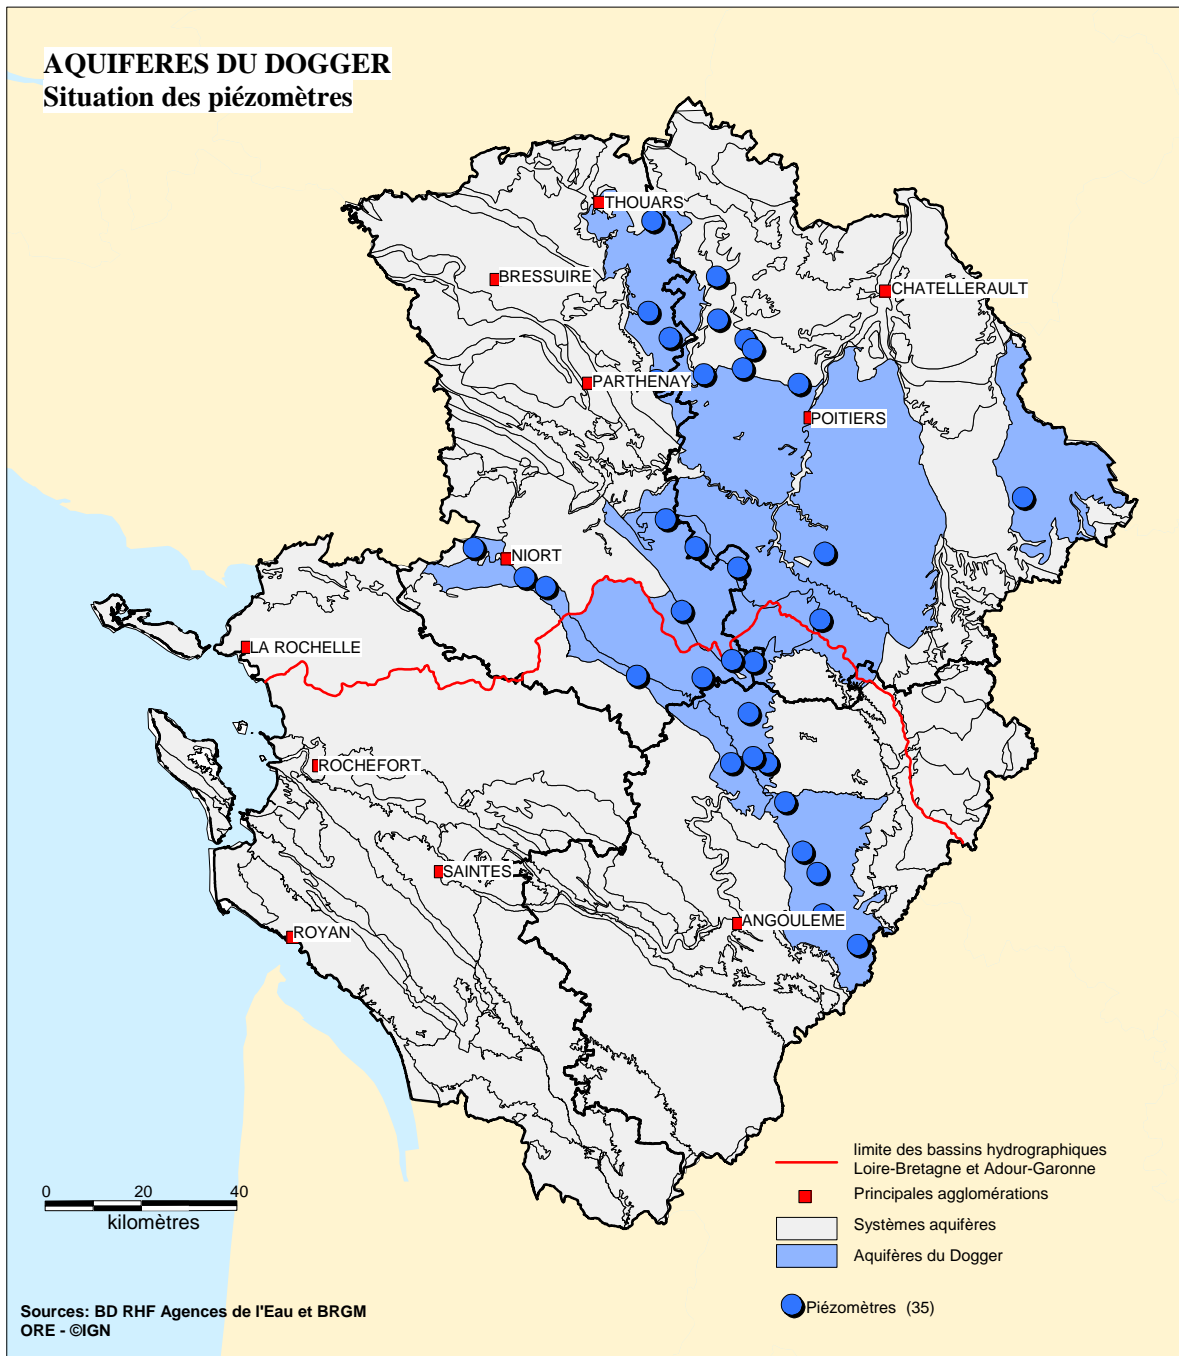 AQUIFERES DU DOGGER
Situation des piézomètres
THOUARS
BRESSUIRE
CHATELLERAULT
PARTHENAY
POITIERS
NIORT
LA ROCHELLE
ROCHEFORT
SAINTES
ANGOULEME
ROYAN
limite des bassins hydrographiques
Loire-Bretagne et Adour-Garonne
Principales agglomérations
0 20 40
kilomètres
Systèmes aquifères
Aquifères du Dogger
Piézomètres (35)
Sources: BD RHF Agences de l'Eau et BRGM
ORE - ©IGN